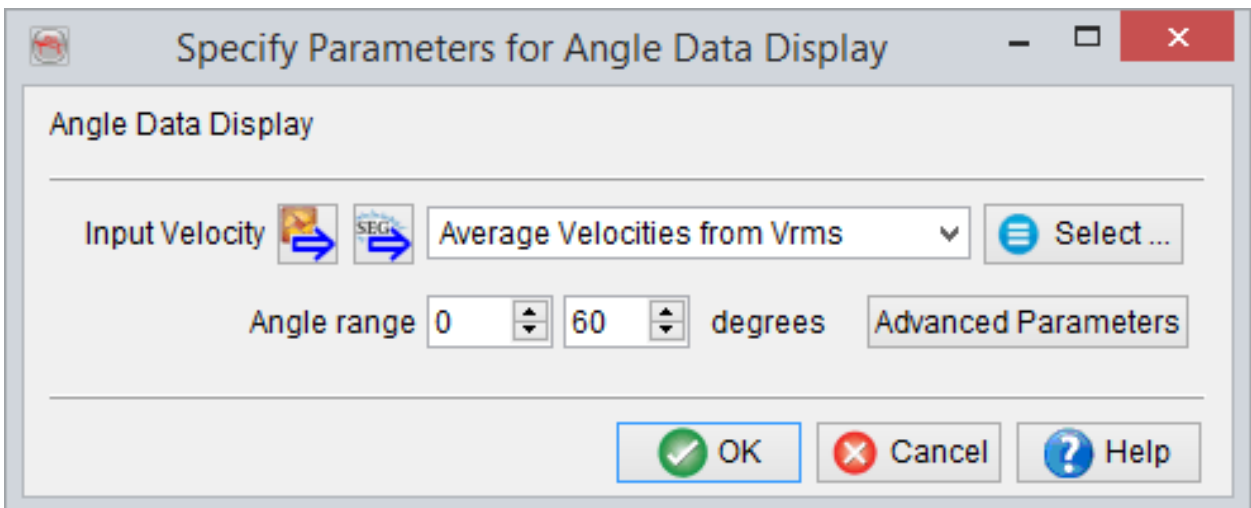 Specify Parameters for Angle Data Display
Angle Data Display
Input Velocity SEG Average Velocities from Vrms Select ...
Angle range 0 60 degrees Advanced Parameters
OK Cancel Help